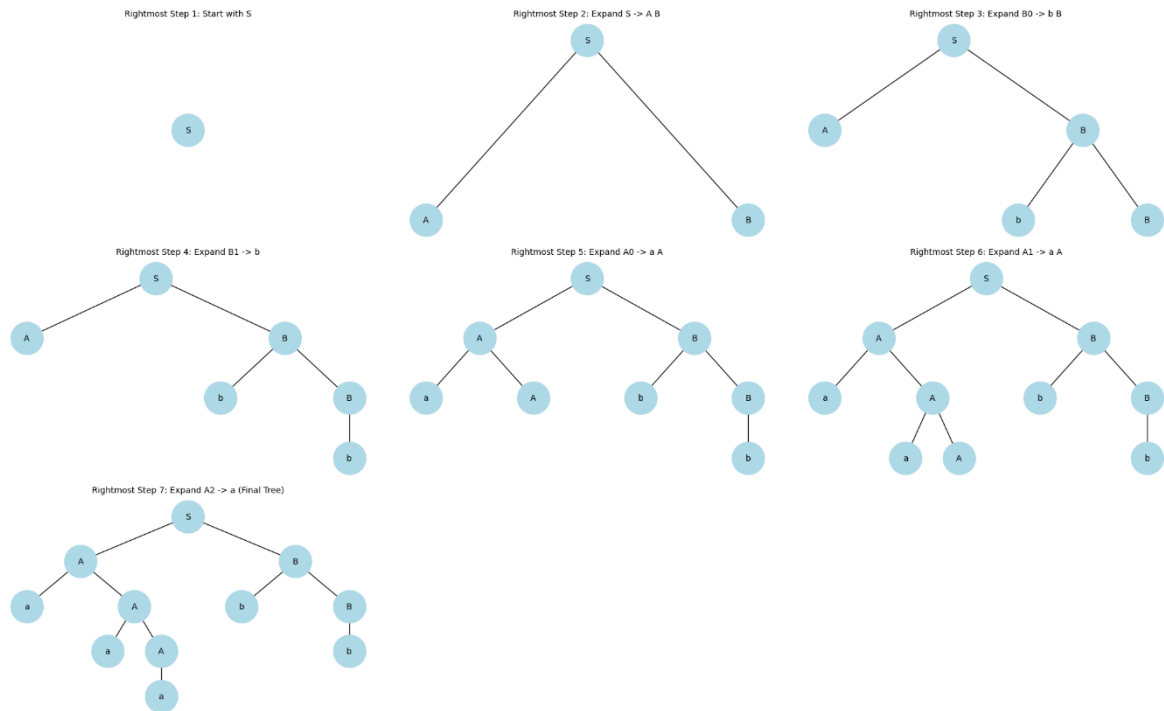 Rightmost Step 1: Start with S
S
Rightmost Step 2: Expand S -> A B
S
A B
Rightmost Step 3: Expand B0 -> b B
S
A B
b B
Rightmost Step 4: Expand B1 -> b
S
A B
b B
b
Rightmost Step 5: Expand A0 -> a A
S
A B
a A b B
b
Rightmost Step 6: Expand A1 -> a A
S
A B
a A b B
a A b
Rightmost Step 7: Expand A2 -> a (Final Tree)
S
A B
a A b B
a A b
a